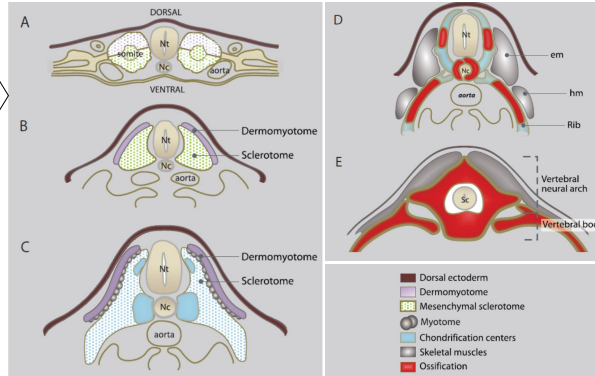 A
DORSAL
Nt
somite
Nc
aorta
VENTRAL
B
Nt
Nc
aorta
Dermomyotome
Sclerotome
C
Nt
Nc
aorta
Dermomyotome
Sclerotome
D
Nt
Nc
aorta
em
hm
Rib
E
Sc
Vertebral
neural arch
Vertebral bod
Dorsal ectoderm
Dermomyotome
Mesenchymal sclerotome
Myotome
Chondrification centers
Skeletal muscles
Ossification